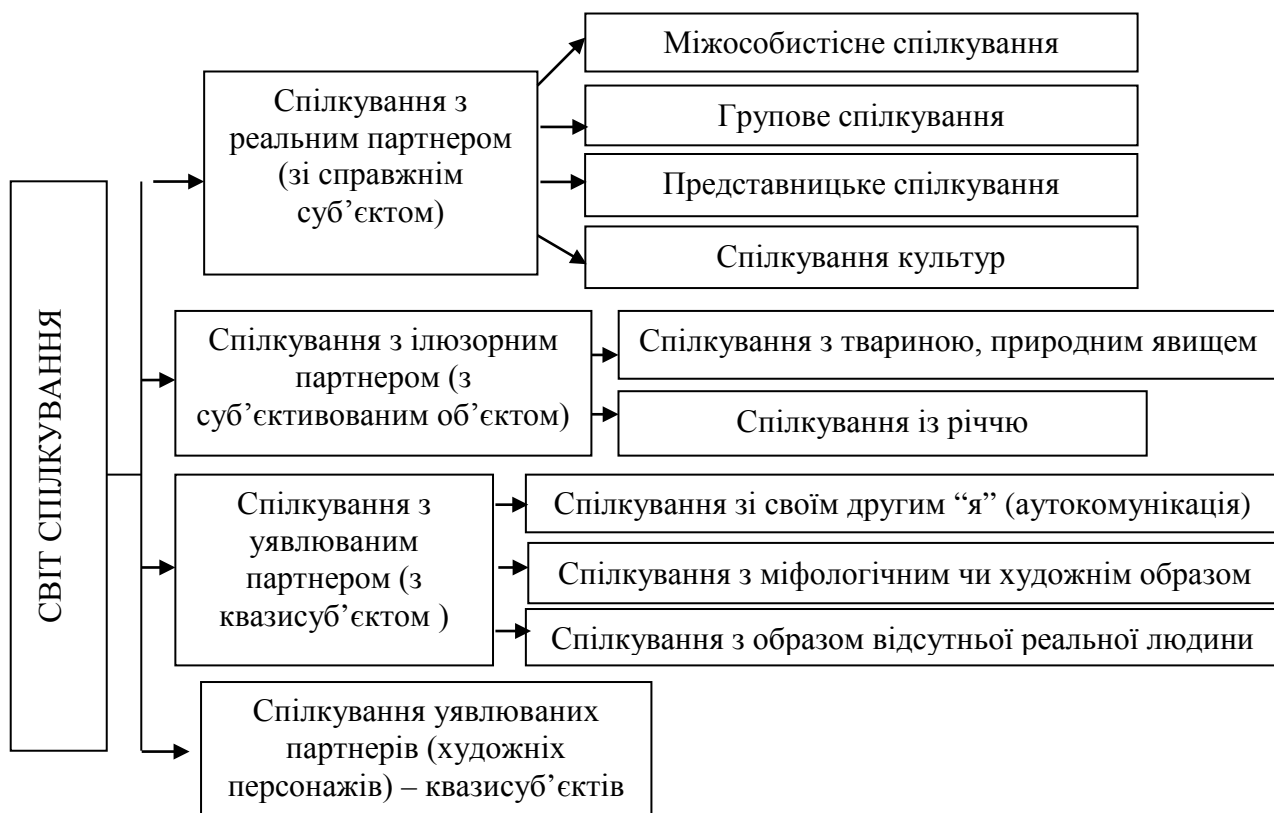 СВІТ СПІЛКУВАННЯ
Спілкування з
реальним партнером
(зі справжнім
суб’єктом)
Міжособистісне спілкування
Групове спілкування
Представницьке спілкування
Спілкування культур
Спілкування з ілюзорним
партнером (з
суб’єктивованим об’єктом)
Спілкування з твариною, природним явищем
Спілкування із річчю
Спілкування з
уявлюваним
партнером (з
квазисуб’єктом )
Спілкування зі своїм другим “я” (аутокомунікація)
Спілкування з міфологічним чи художнім образом
Спілкування з образом відсутньої реальної людини
Спілкування уявлюваних
партнерів (художніх
персонажів) – квазисуб’єктів